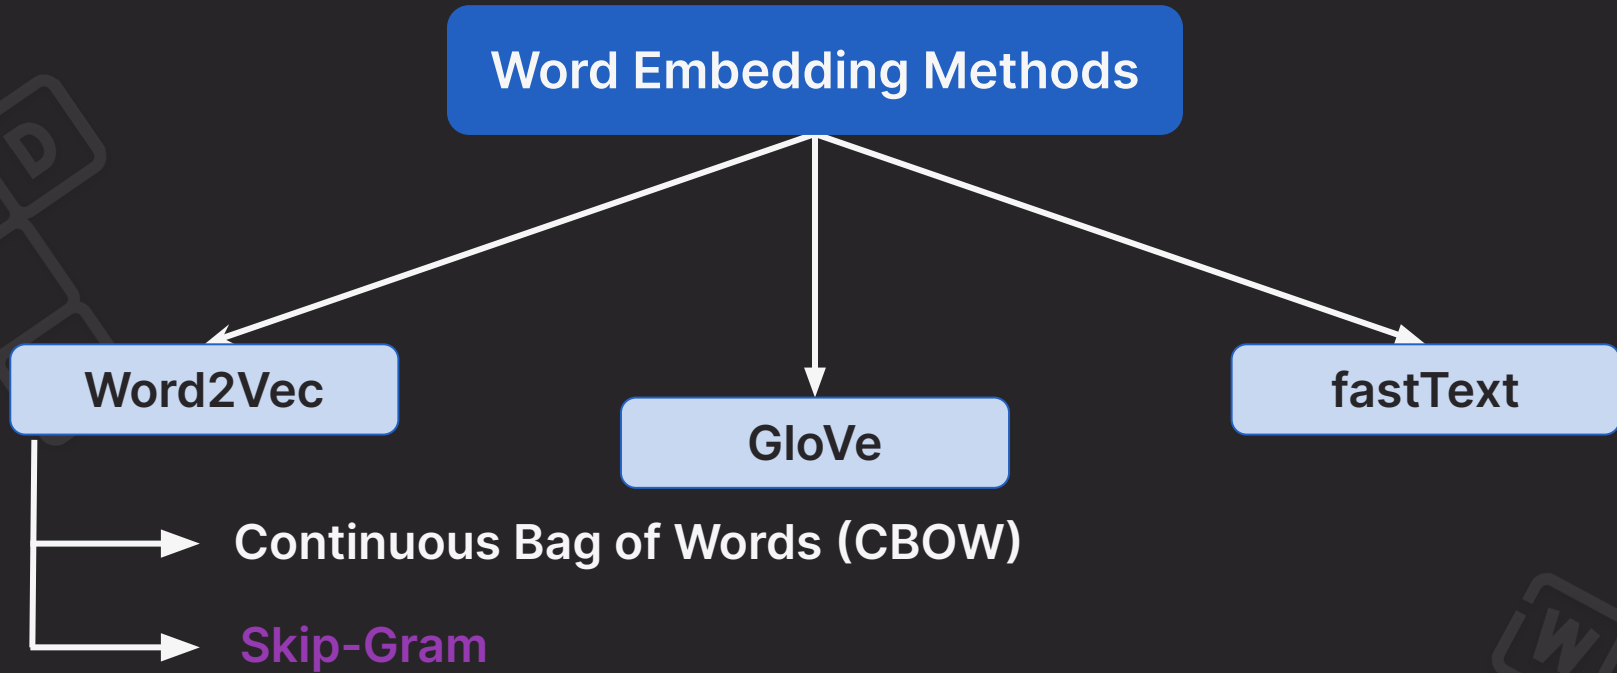 Word Embedding Methods
Word2Vec
GloVe
fastText
Continuous Bag of Words (CBOW)
Skip-Gram
D
W